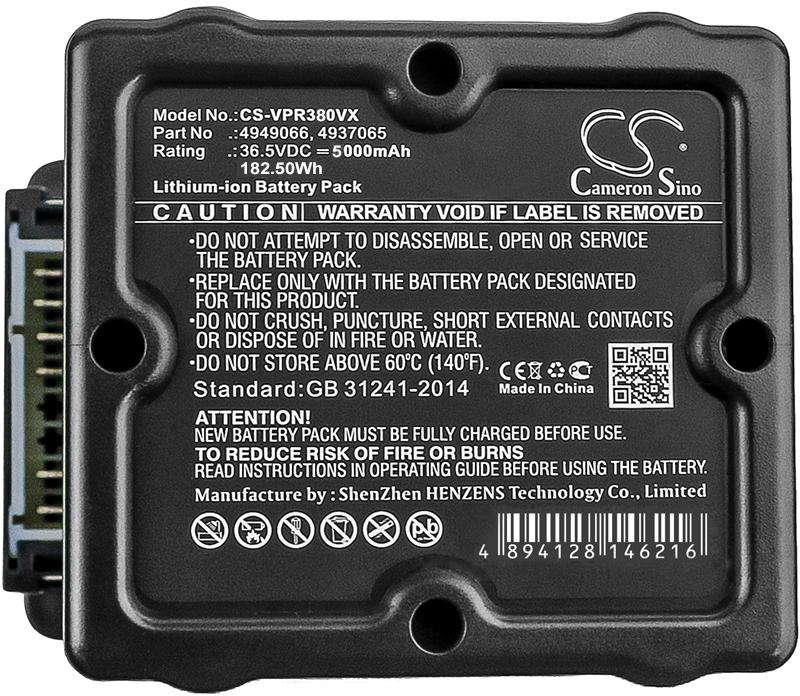 Model No.:CS-VPR380VX
Part No .:4949066, 4937065
Rating .:36.5VDC = 5000mAh
182.50Wh
Lithium-ion Battery Pack
CS
®
Cameron Sino
CAUTION WARRANTY VOID IF LABEL IS REMOVED
•DO NOT ATTEMPT TO DISASSEMBLE, OPEN OR SERVICE
THE BATTERY PACK.
•REPLACE ONLY WITH THE BATTERY PACK DESIGNATED
FOR THIS PRODUCT.
•DO NOT CRUSH, PUNCTURE, SHORT EXTERNAL CONTACTS
OR DISPOSE OF IN FIRE OR WATER.
•DO NOT STORE ABOVE 60°C (140°F).
CE
Made In China
Standard:GB 31241-2014
ATTENTION!
NEW BATTERY PACK MUST BE FULLY CHARGED BEFORE USE.
TO REDUCE RISK OF FIRE OR BURNS
READ INSTRUCTIONS IN OPERATING GUIDE BEFORE USING THE BATTERY.
Manufacture by : ShenZhen HENZENS Technology Co., Limited
Pb
4 894128 146216